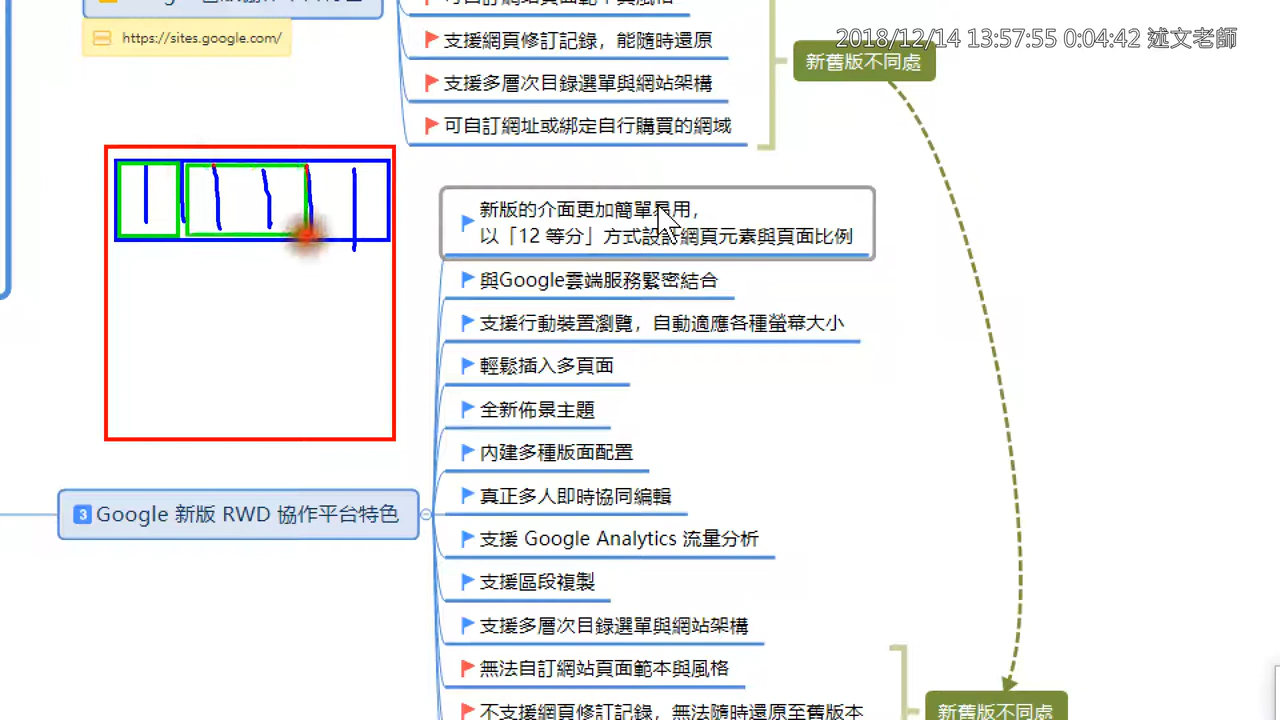 https://sites.google.com/
2018/12/14 13:57:55 0:04:42 述文老師
支援網頁修訂記錄，能隨時還原
新舊版不同處
支援多層次目錄選單與網站架構
可自訂網址或綁定自行購買的網域
新版的介面更加簡單易用，
以「12 等分」方式設計網頁元素與頁面比例
與Google雲端服務緊密結合
支援行動裝置瀏覽，自動適應各種螢幕大小
輕鬆插入多頁面
全新佈景主題
內建多種版面配置
真正多人即時協同編輯
3 Google 新版 RWD 協作平台特色
支援 Google Analytics 流量分析
支援區段複製
支援多層次目錄選單與網站架構
無法自訂網站頁面範本與風格
不支援網頁修訂記錄，無法隨時還原至舊版本
新舊版不同處